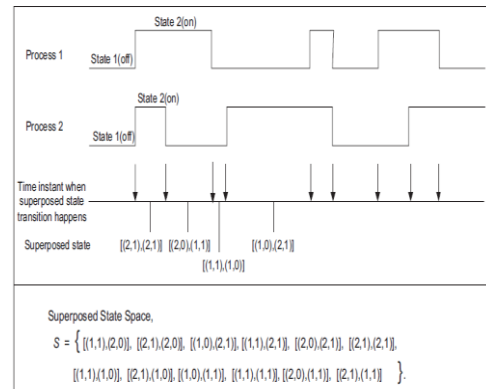 State 2(on)
Process 1
State 1(off)
State 2(on)
Process 2
State 1(off)
Time instant when
superposed state
transition happens
Superposed state
[(2,1),(2,1)] [(2,0),(1,1)] [(1,0),(2,1)]
[(1,1),(1,0)]
Superposed State Space,
S = { [(1,1),(2,0)], [(2,1),(2,0)], [(1,0),(2,1)], [(1,1),(2,1)], [(2,0),(2,1)], [(2,1),(2,1)],
[(1,1),(1,0)], [(2,1),(1,0)], [(1,0),(1,1)], [(1,1),(1,1)], [(2,0),(1,1)], [(2,1),(1,1)] }.